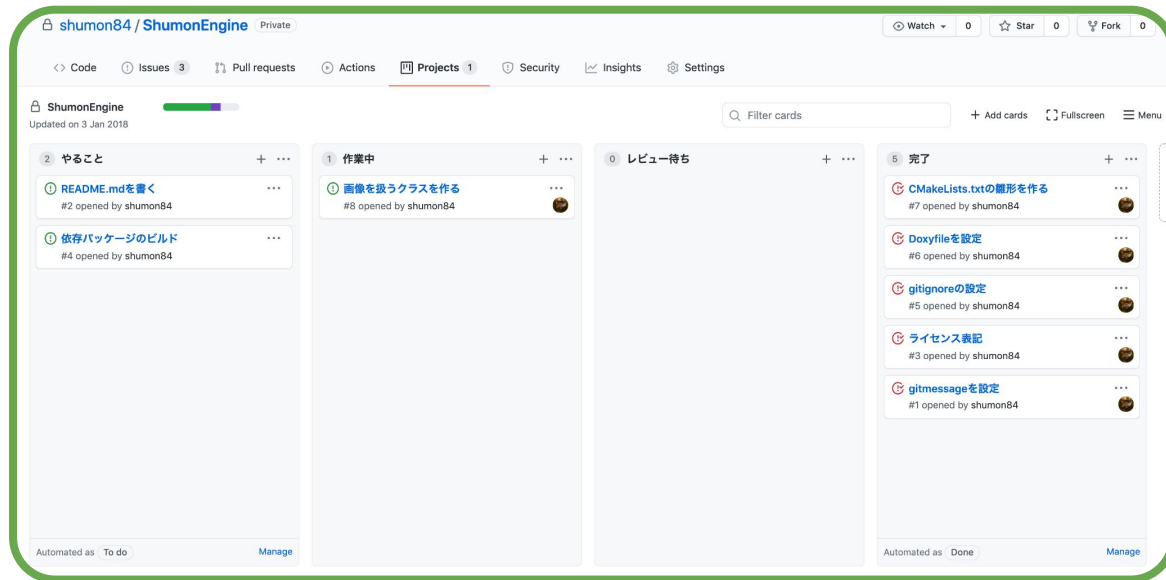 shumon84 / ShumonEngine Private
Watch 0 Star 0 Fork 0
Code Issues 3 Pull requests Actions Projects 1 Security Insights Settings
ShumonEngine
Updated on 3 Jan 2018
Filter cards
Add cards Fullscreen Menu
2 やること
README.mdを書く
#2 opened by shumon84
依存パッケージのビルド
#4 opened by shumon84
Automated as To do Manage
1 作業中
画像を扱うクラスを作る
#8 opened by shumon84
0 レビュー待ち
5 完了
CMakeLists.txtの雛形を作る
#7 opened by shumon84
Doxyfileを設定
#6 opened by shumon84
gitignoreの設定
#5 opened by shumon84
ライセンス表記
#3 opened by shumon84
gitmessageを設定
#1 opened by shumon84
Automated as Done Manage